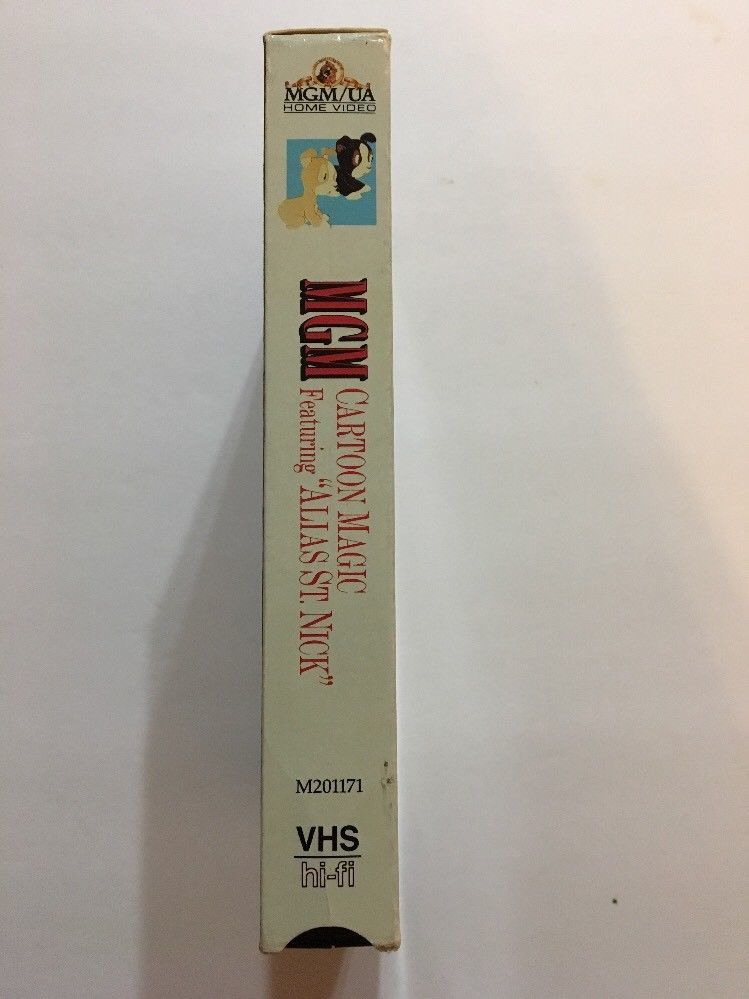 MGM/UA
HOME VIDEO
MGM
CARTOON MAGIC
Featuring "ALIAS ST. NICK"
M201171
VHS
hi-fi